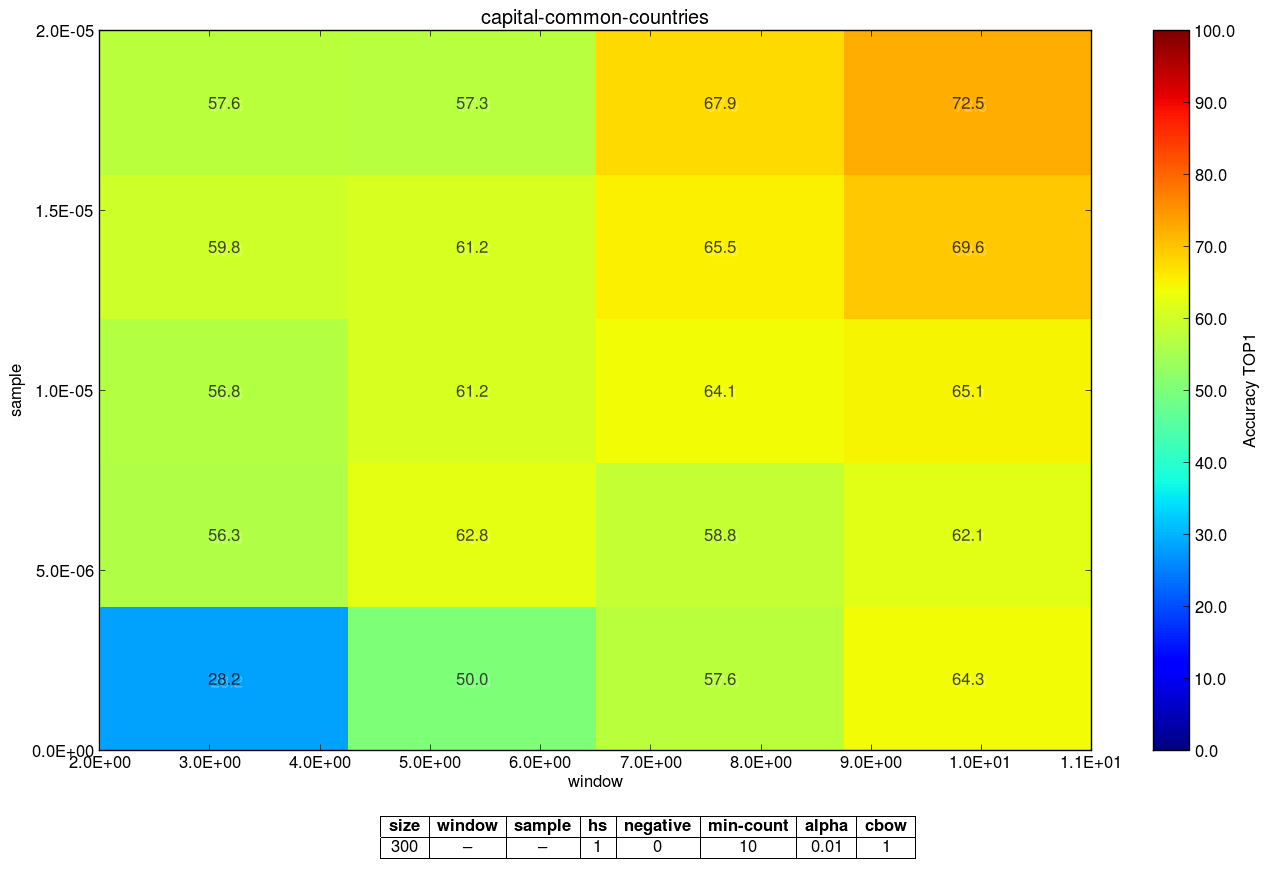 capital-common-countries
2.0E-05
1.5E-05
1.0E-05
5.0E-06
0.0E+00
sample
57.6 57.3 67.9 72.5
59.8 61.2 65.5 69.6
56.8 61.2 64.1 65.1
56.3 62.8 58.8 62.1
28.2 50.0 57.6 64.3
2.0E+00 3.0E+00 4.0E+00 5.0E+00 6.0E+00 7.0E+00 8.0E+00 9.0E+00 1.0E+01 1.1E+01
window
100.0
90.0
80.0
70.0
60.0
50.0
40.0
30.0
20.0
10.0
0.0
Accuracy TOP1
size window sample hs negative min-count alpha cbow
300 – – 1 0 10 0.01 1